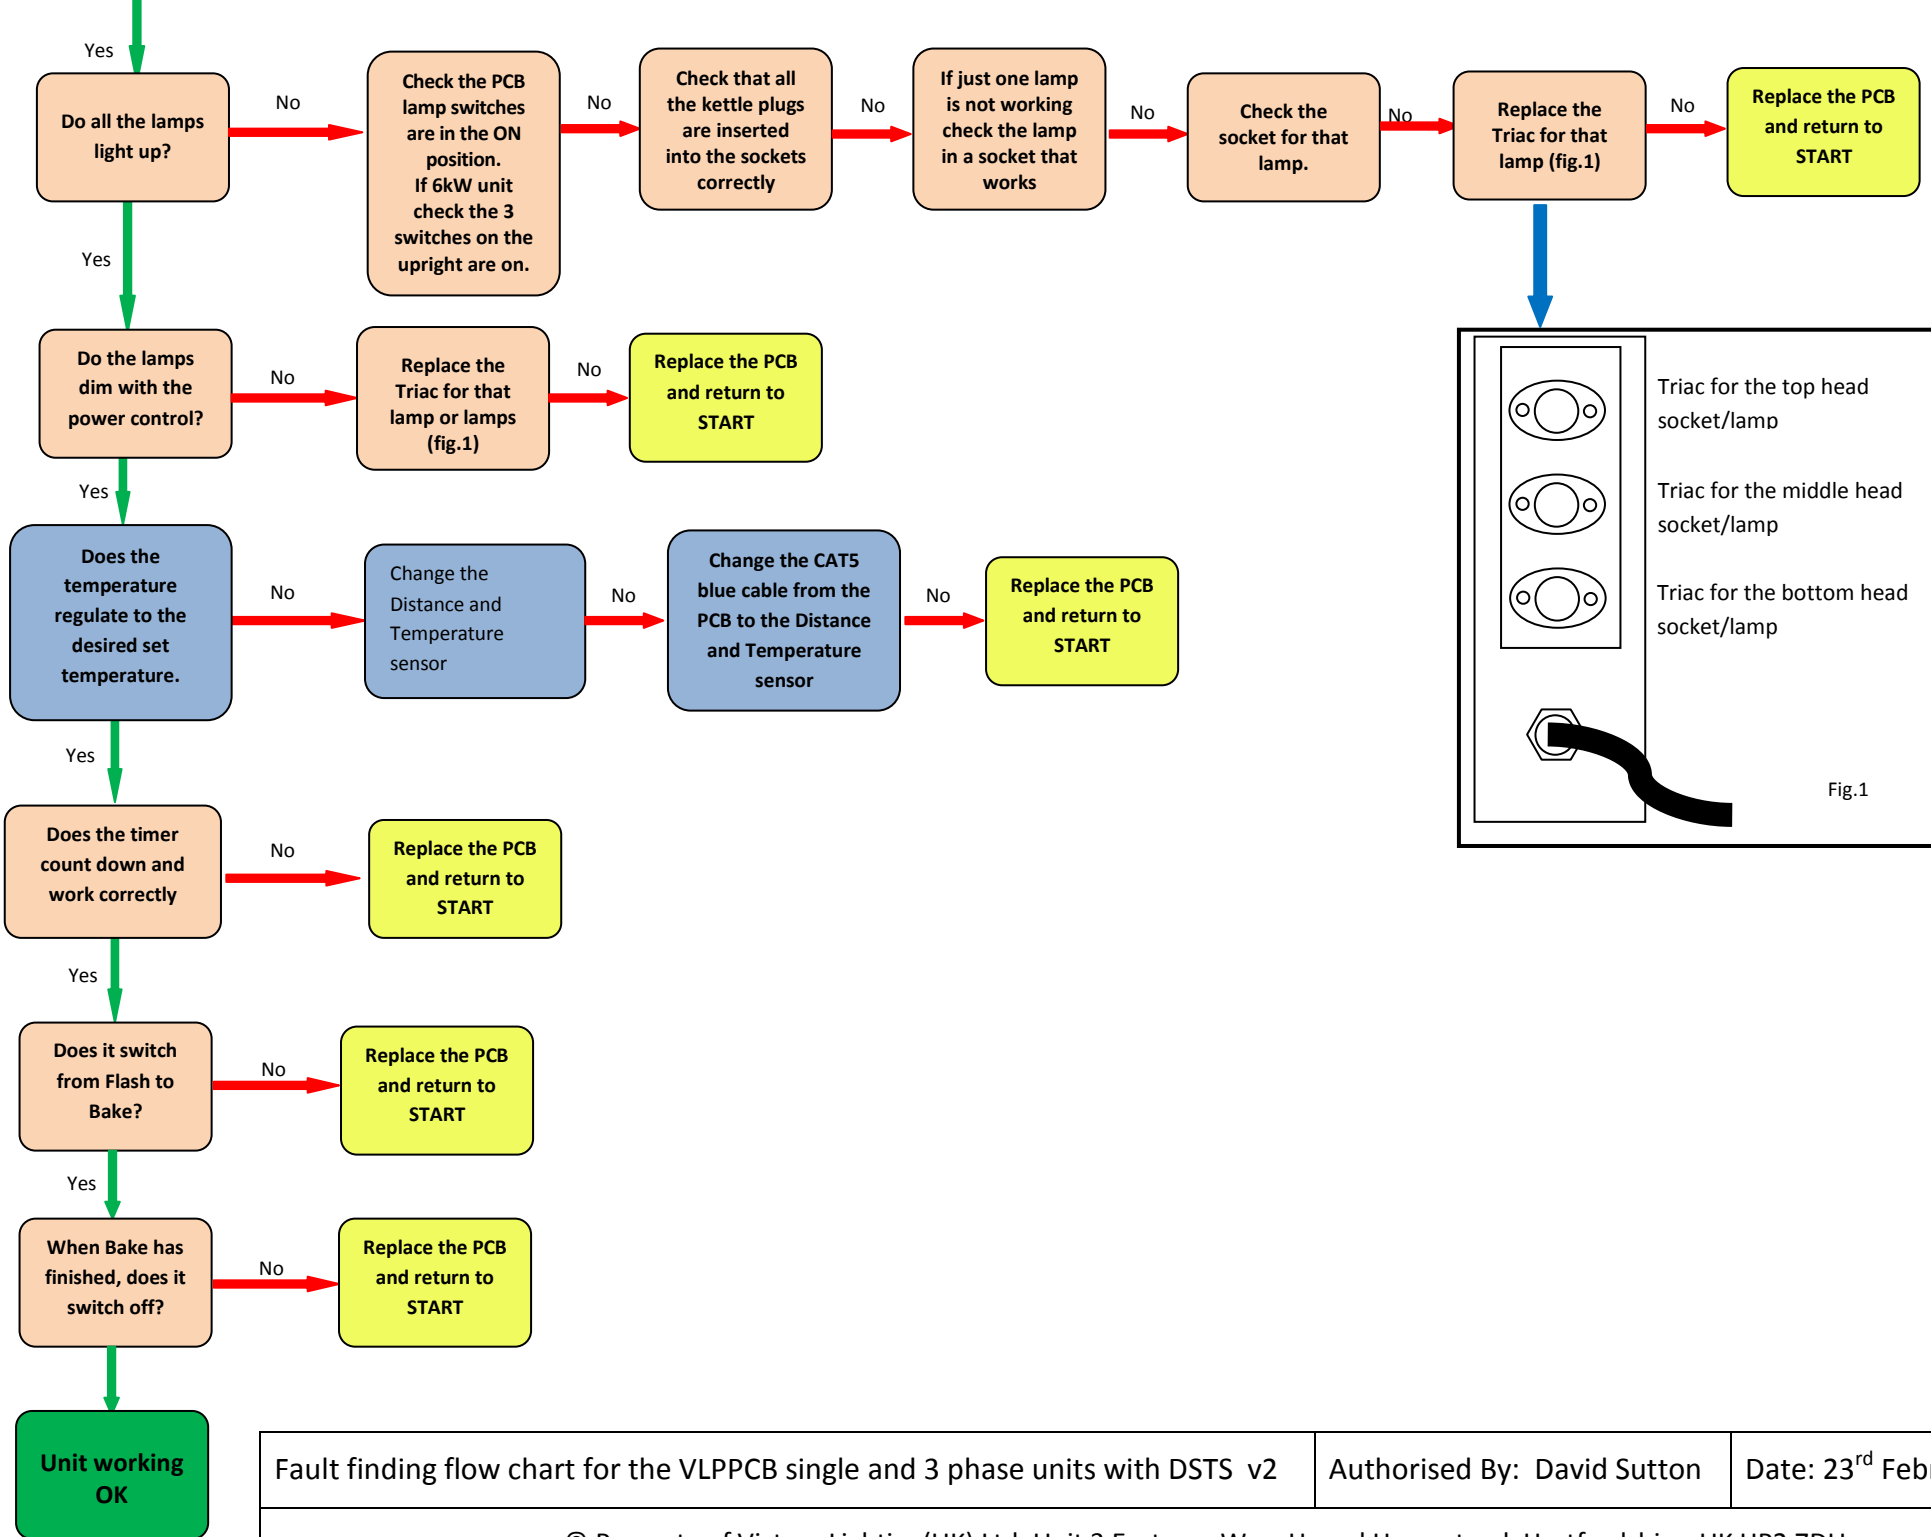 Yes
Do all the lamps
light up?
No
Check the PCB
lamp switches
are in the ON
position.
If 6kW unit
check the 3
switches on the
upright are on.
No
Check that all
the kettle plugs
are inserted
into the sockets
correctly
No
If just one lamp
is not working
check the lamp
in a socket that
works
No
Check the
socket for that
lamp.
No
Replace the
Triac for that
lamp (fig.1)
No
Replace the PCB
and return to
START
Yes
Do the lamps
dim with the
power control?
No
Replace the
Triac for that
lamp or lamps
(fig.1)
No
Replace the PCB
and return to
START
Triac for the top head
socket/lamp
Triac for the middle head
socket/lamp
Triac for the bottom head
socket/lamp
Fig.1
Yes
Does the
temperature
regulate to the
desired set
temperature.
No
Change the
Distance and
Temperature
sensor
No
Change the CAT5
blue cable from the
PCB to the Distance
and Temperature
sensor
No
Replace the PCB
and return to
START
Yes
Does the timer
count down and
work correctly
No
Replace the PCB
and return to
START
Yes
Does it switch
from Flash to
Bake?
No
Replace the PCB
and return to
START
Yes
When Bake has
finished, does it
switch off?
No
Replace the PCB
and return to
START
Unit working
OK
Fault finding flow chart for the VLPPCB single and 3 phase units with DSTS v2
Authorised By: David Sutton
Date: 23rd Feb